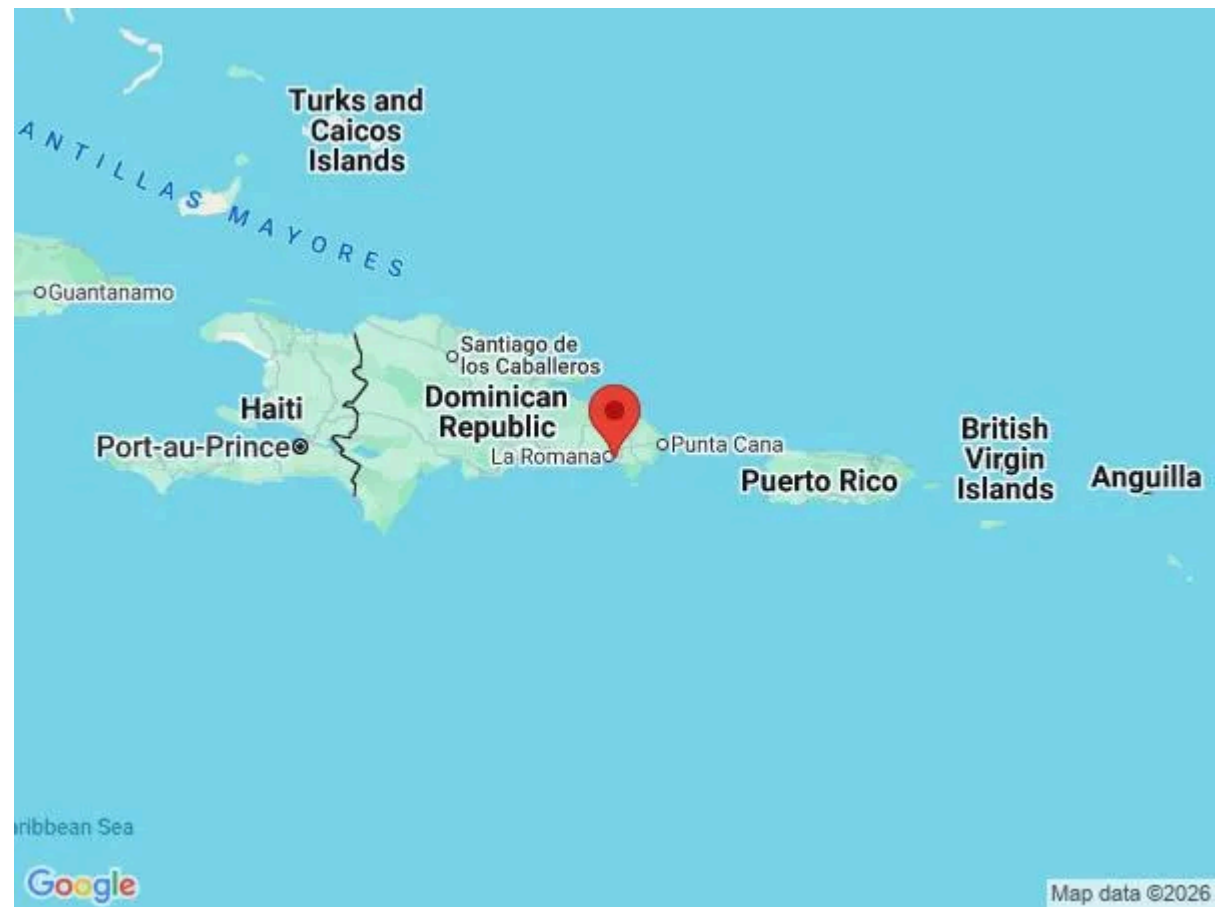 Turks and
Caicos
Islands
ANTILLAS MAYORES
Guantanamo
Santiago de
los Caballeros
Dominican
Republic
Haiti
Port-au-Prince
La Romana
Punta Cana
Puerto Rico
British
Virgin
Islands
Anguilla
aribbean Sea
Google
Map data ©2026